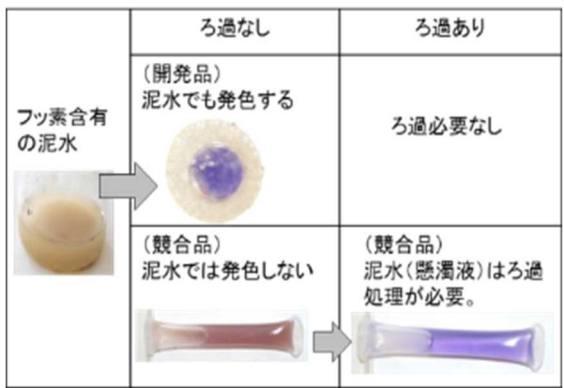 ろ過なし
ろ過あり
フッ素含有
の泥水
（開発品）
泥水でも発色する
ろ過必要なし
（競合品）
泥水では発色しない
（競合品）
泥水（懸濁液）はろ過
処理が必要。